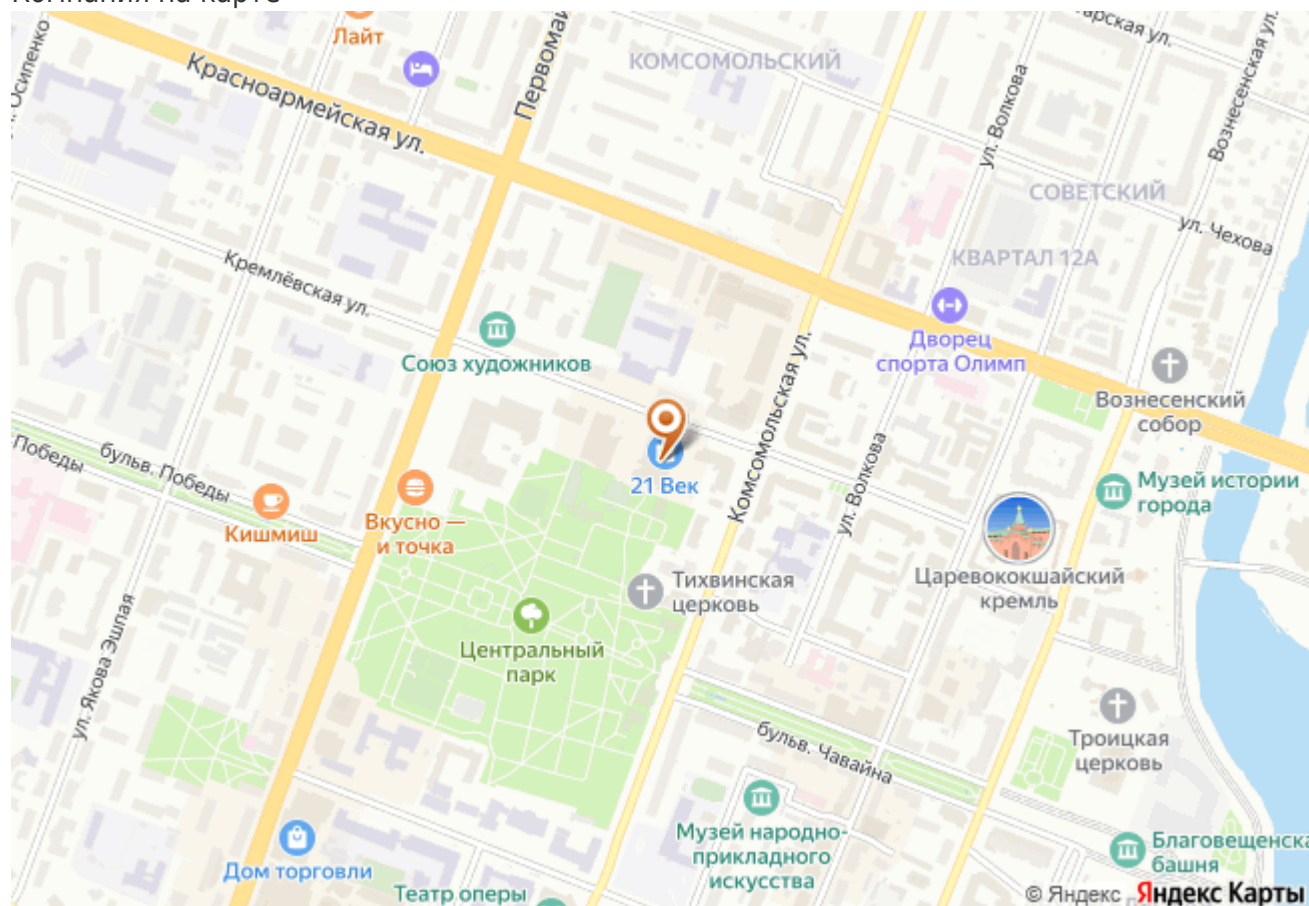 Компания на карте
Лайт
Красноармейская ул.
КОМСОМОЛЬСКИЙ
ул. Волкова
Вознесенская ул.
СОВЕТСКИЙ
ул. Чехова
КВАРТАЛ 12А
Кремлёвская ул.
Союз художников
Дворец
спорта Олимп
Комсомольская ул.
Вознесенский
собор
21 Век
бульв. Победы
Победы
Кишмиш
Вкусно —
и точка
ул. Волкова
Музей истории
города
Царевококшайский
кремль
Тихвинская
церковь
Центральный
парк
ул. Якова Эшпая
бульв. Чавайна
Троицкая
церковь
Дом торговли
Музей народно-
прикладного
искусства
Театр оперы
башня
© Яндекс
Яндекс Карты